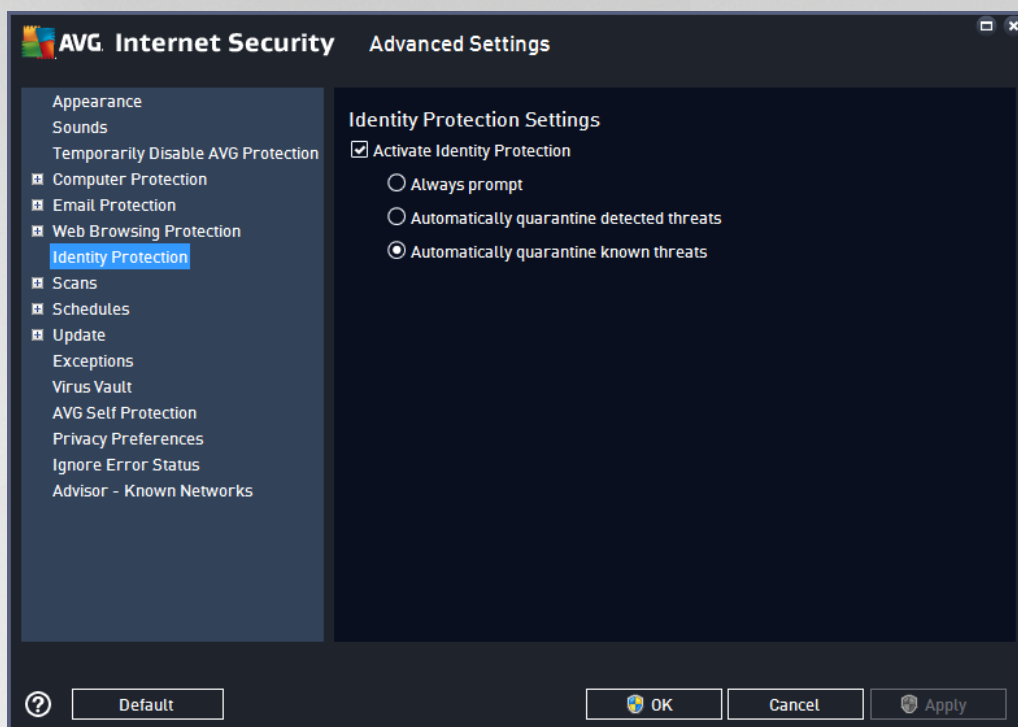 AVG. Internet Security Advanced Settings
Appearance
Sounds
Temporarily Disable AVG Protection
Computer Protection
Email Protection
Web Browsing Protection
Identity Protection
Scans
Schedules
Update
Exceptions
Virus Vault
AVG Self Protection
Privacy Preferences
Ignore Error Status
Advisor - Known Networks
Identity Protection Settings
Activate Identity Protection
Always prompt
Automatically quarantine detected threats
Automatically quarantine known threats
? Default OK Cancel Apply